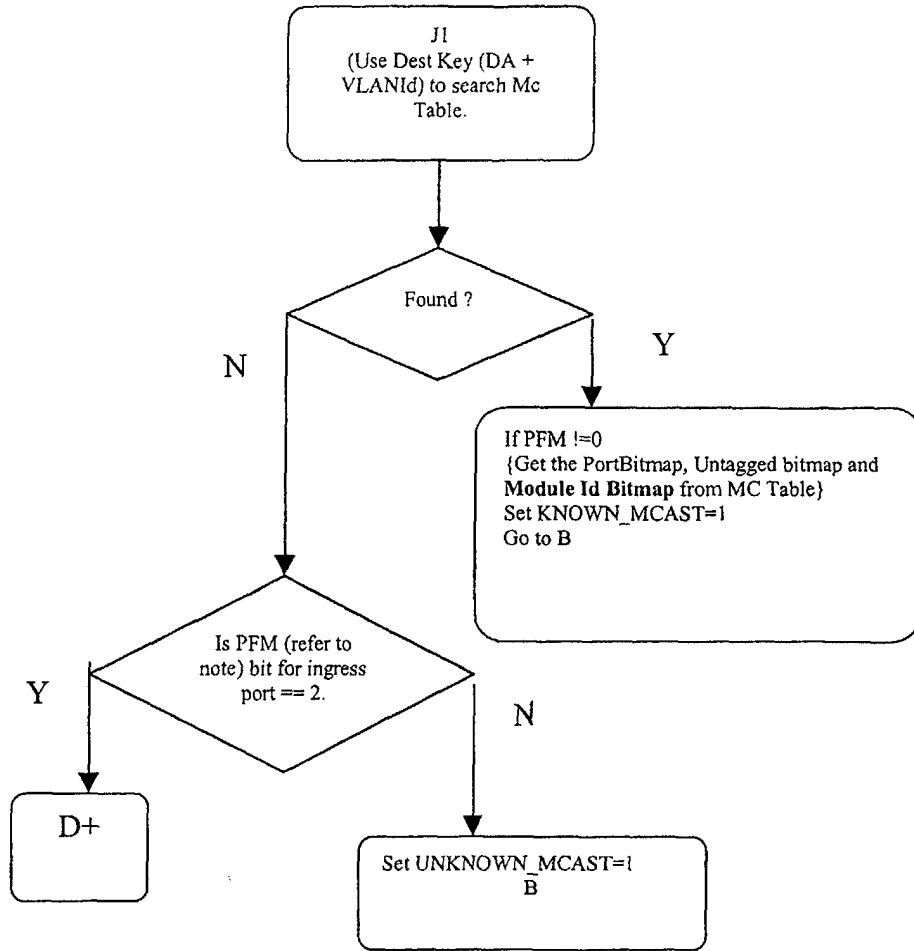 J1
(Use Dest Key (DA +
VLANId) to search Mc
Table.
Found ?
N
Y
If PFM !=0
{Get the PortBitmap, Untagged bitmap and
Module Id Bitmap from MC Table}
Set KNOWN_MCAST=1
Go to B
Is PFM (refer to
note) bit for ingress
port == 2.
Y
N
D+
Set UNKNOWN_MCAST=1
B